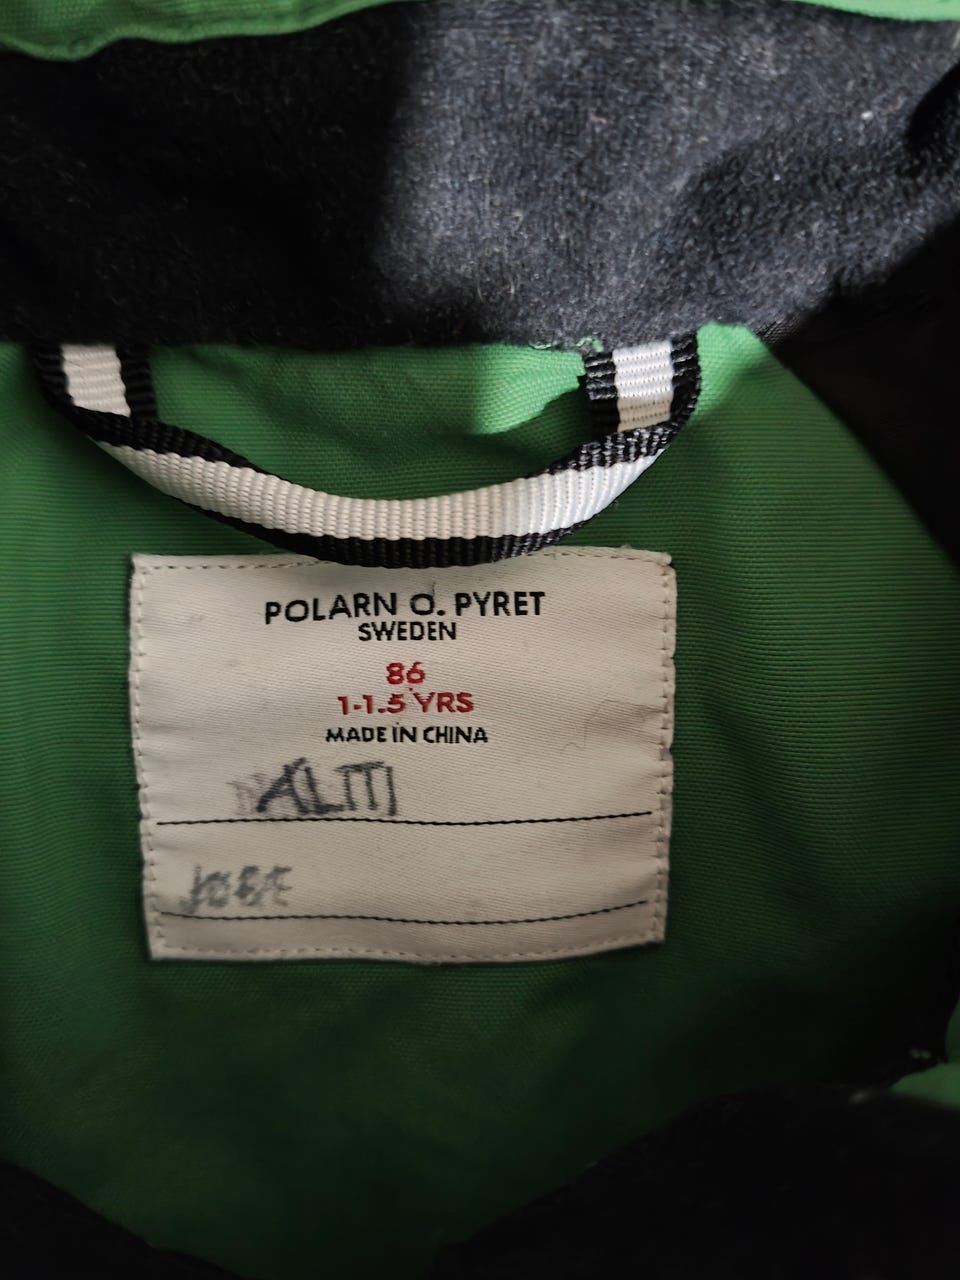 POLARN O. PYRET
SWEDEN
86
1-1.5 YRS
MADE IN CHINA